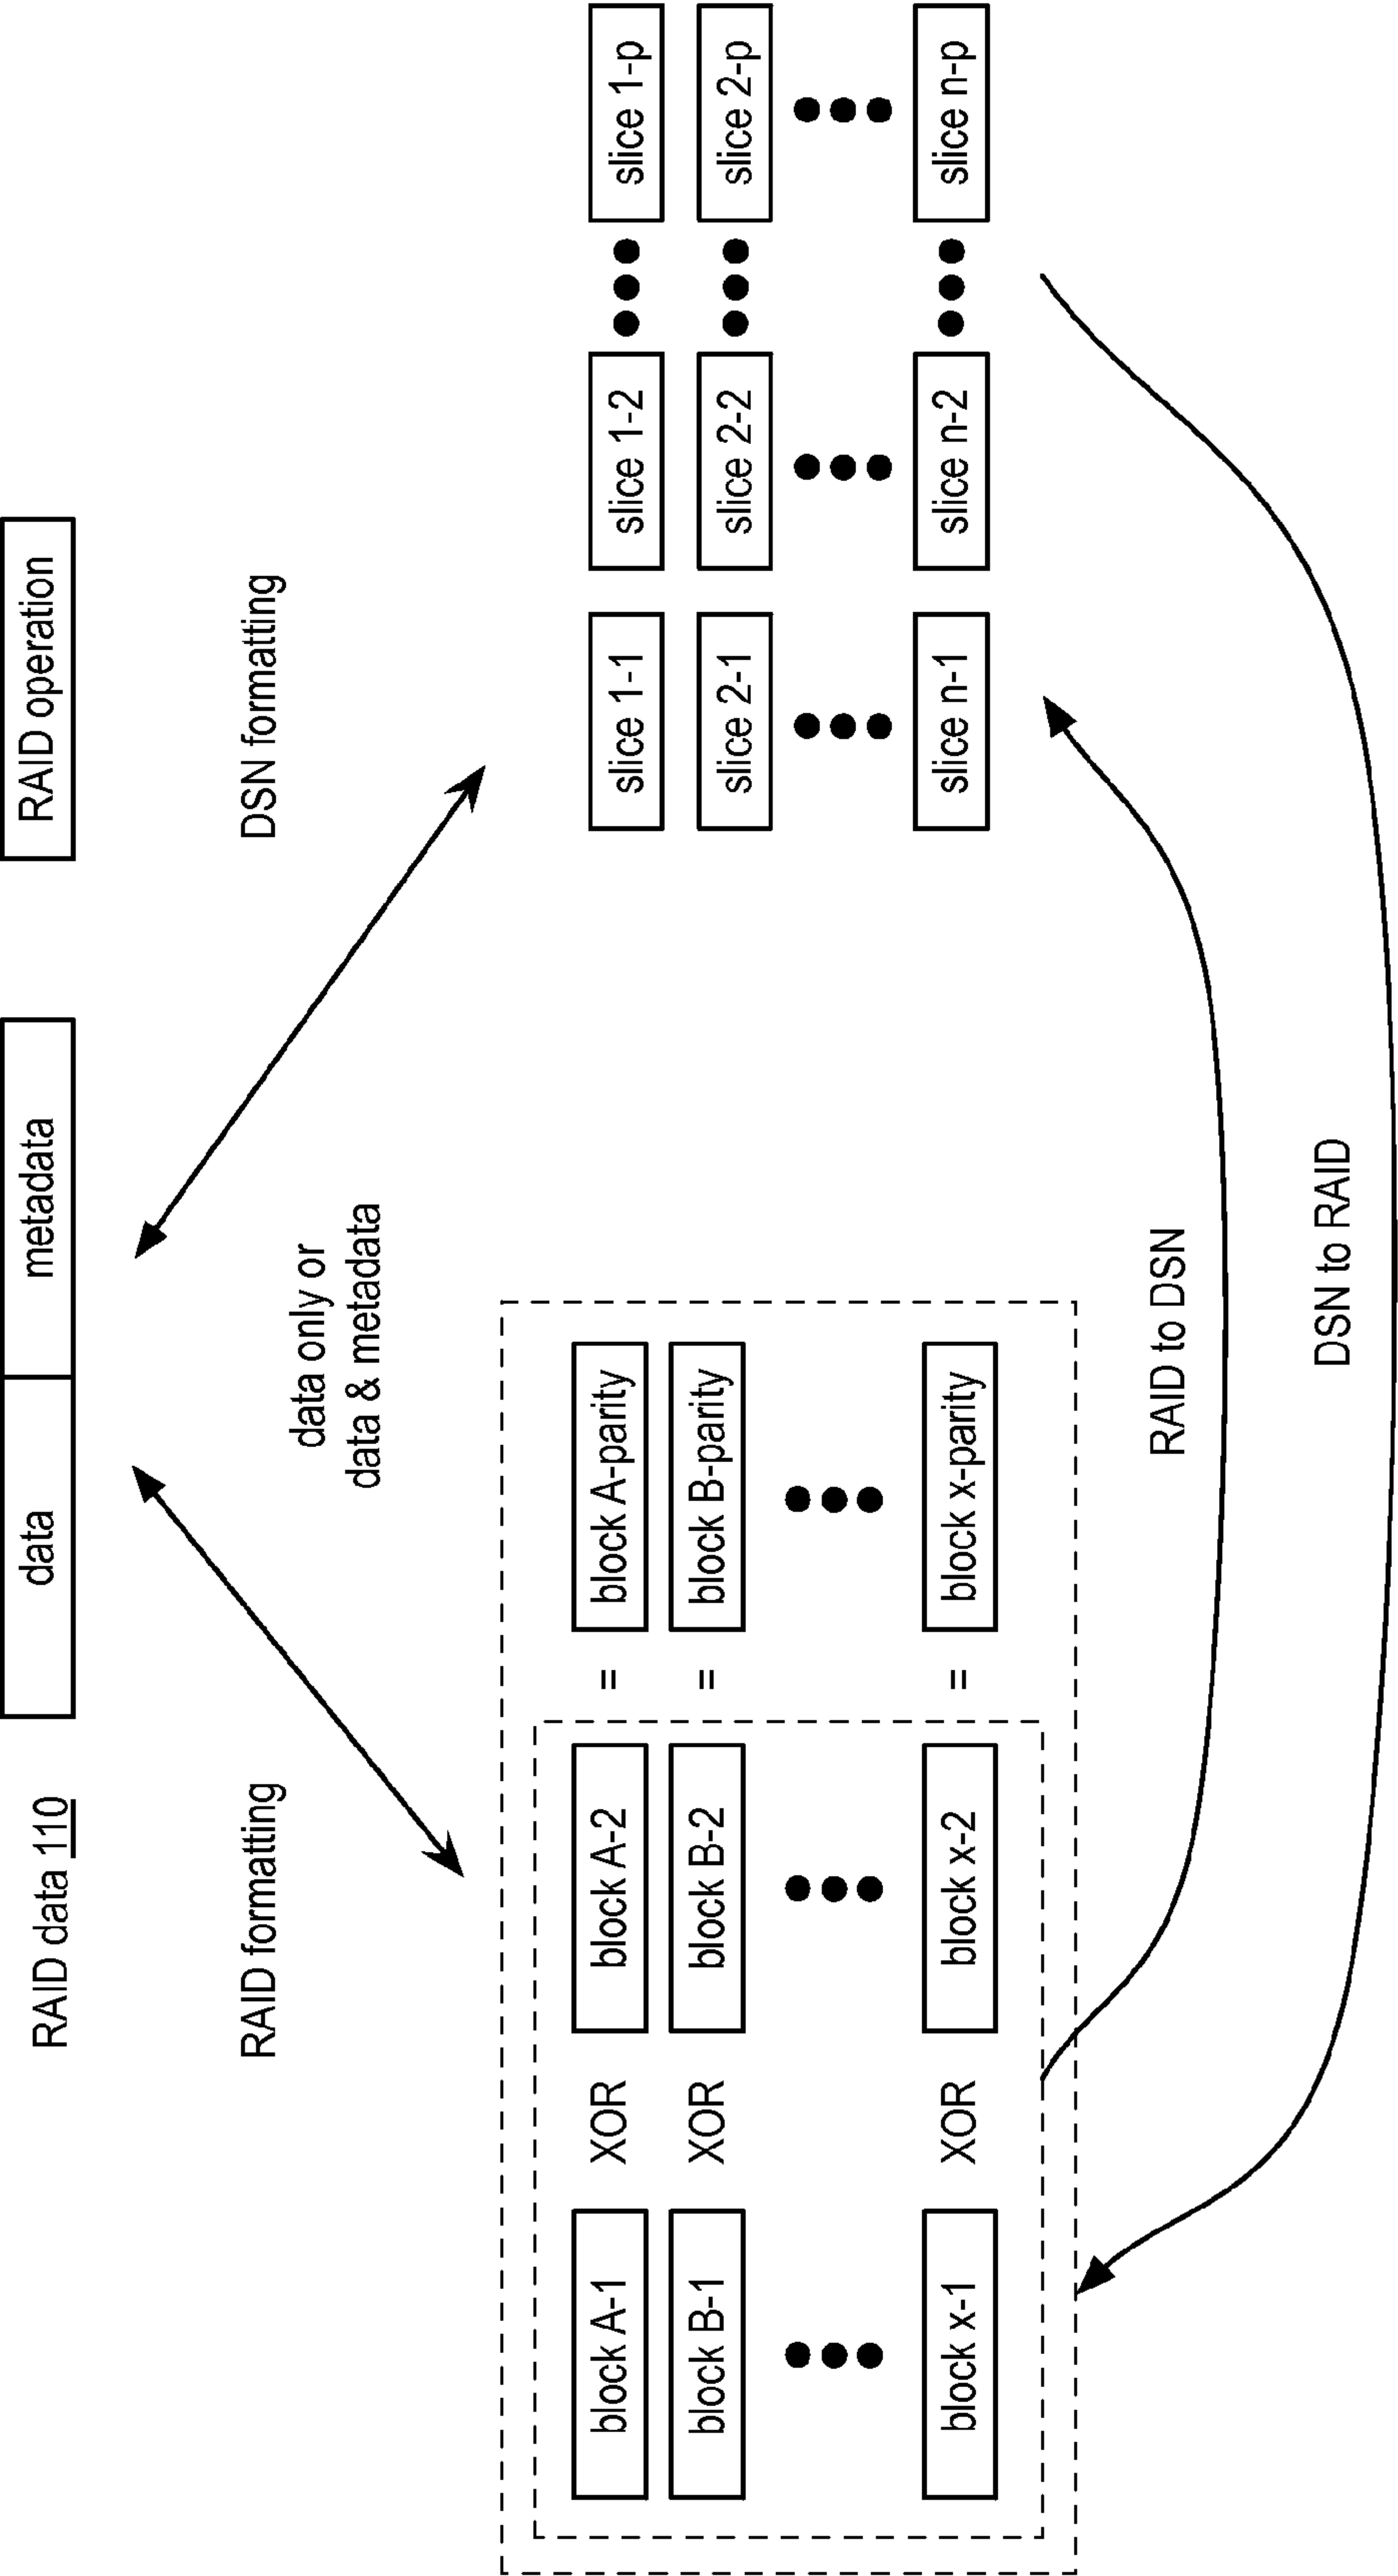 RAID data 110
data
metadata
RAID operation
RAID formatting
data only or
data & metadata
DSN formatting
block A-1 XOR block A-2 = block A-parity
block B-1 XOR block B-2 = block B-parity
block x-1 XOR block x-2 = block x-parity
slice 1-1 slice 1-2 slice 1-p
slice 2-1 slice 2-2 slice 2-p
slice n-1 slice n-2 slice n-p
RAID to DSN
DSN to RAID